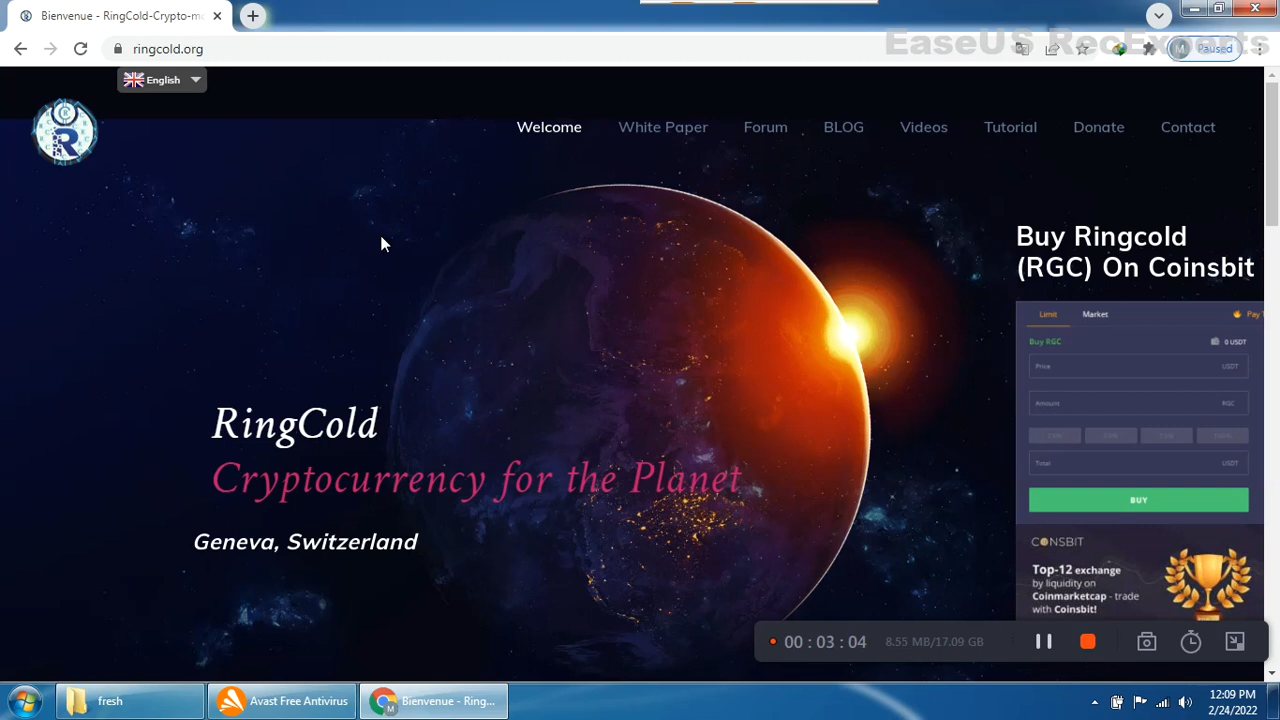 Bienvenue - RingCold-Crypto-mo
EaseUS RecExperts
ringcold.org
M Paused
English
Welcome White Paper Forum BLOG Videos Tutorial Donate Contact
R
Buy Ringcold
(RGC) On Coinsbit
Limit Market Pay
Buy RGC 0 USDT
Price USDT
Amount RGC
Total USDT
BUY
RingCold
Cryptocurrency for the Planet
Geneva, Switzerland
COINSBIT
Top-12 exchange
by liquidity on
Coinmarketcap - trade
with Coinsbit!
00 : 03 : 04 8.55 MB/17.09 GB
fresh
Avast Free Antivirus
M Bienvenue - Ring...
12:09 PM
2/24/2022